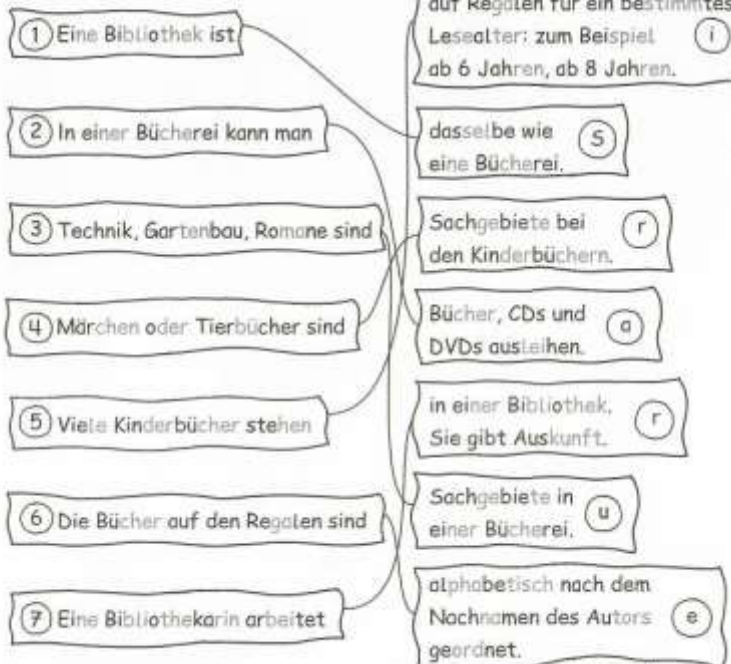 1 Eine Bibliothek ist
2 In einer Bücherei kann man
3 Technik, Gartenbau, Romane sind
4 Märchen oder Tierbücher sind
5 Viele Kinderbücher stehen
6 Die Bücher auf den Regalen sind
7 Eine Bibliothekarin arbeitet
auf Regalen für ein bestimmtes
Lesealter: zum Beispiel
ab 6 Jahren, ab 8 Jahren.
i
dasselbe wie
eine Bücherei.
S
Sachgebiete bei
den Kinderbüchern.
r
Bücher, CDs und
DVDs ausleihen.
a
in einer Bibliothek.
Sie gibt Auskunft.
r
Sachgebiete in
einer Bücherei.
u
alphabetisch nach dem
Nachnamen des Autors
geordnet.
e